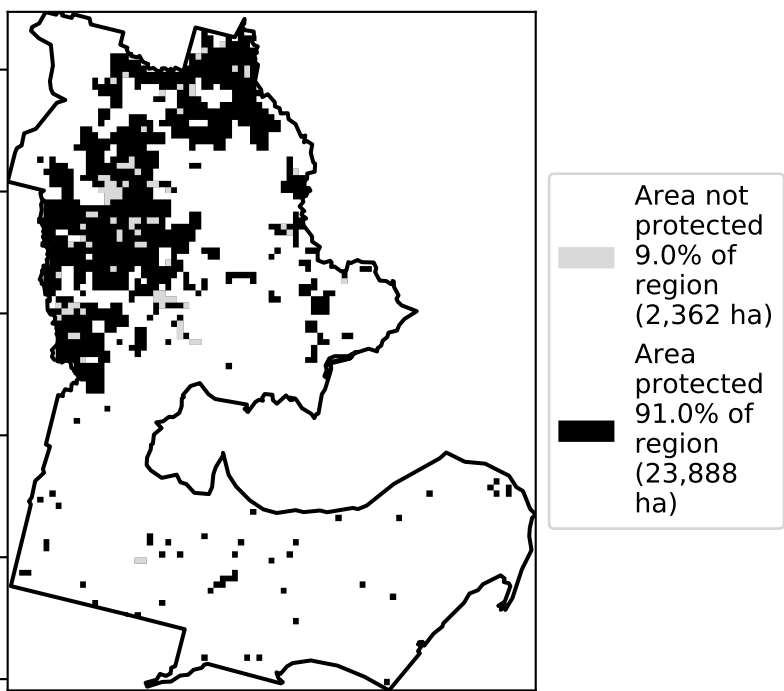 Area not
protected
9.0% of
region
(2,362 ha)
Area
protected
91.0% of
region
(23,888
ha)